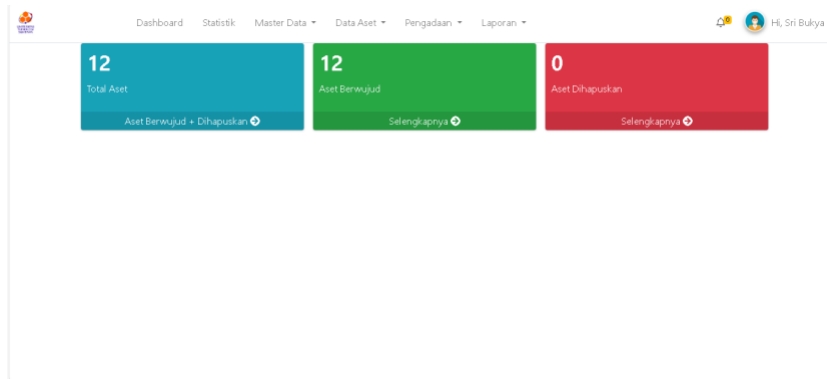 Dashboard Statistik Master Data Data Aset Pengadaan Laporan 0 Hi, Sri Bukya
12 12 0
Total Aset Aset Berwujud Aset Dihapuskan
Aset Berwujud + Dihapuskan Selengkapnya Selengkapnya